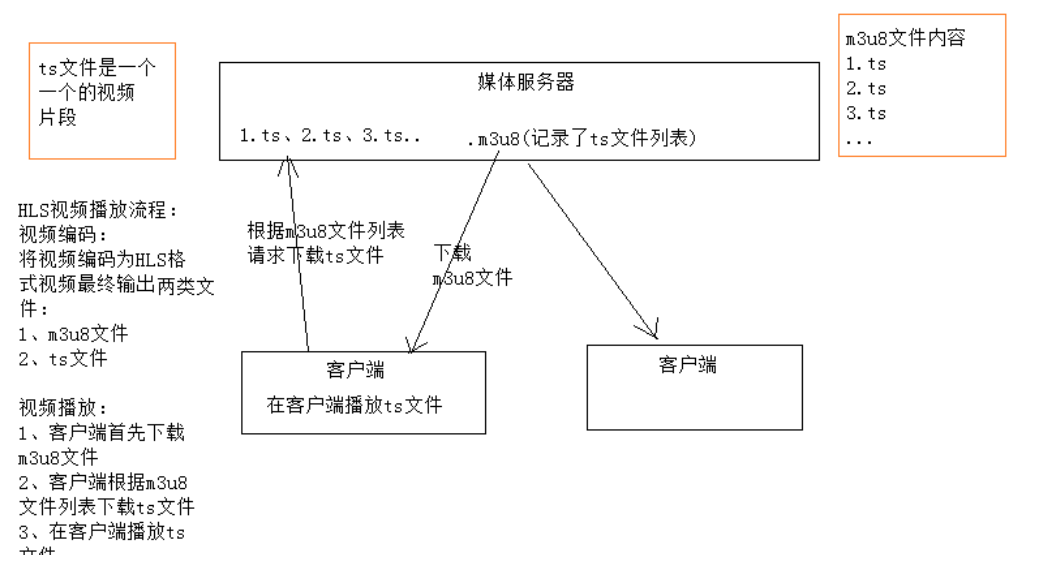 ts文件是一个
一个的视频
片段
媒体服务器
1.ts、2.ts、3.ts..
.m3u8(记录了ts文件列表)
m3u8文件内容
1.ts
2.ts
3.ts
...
HLS视频播放流程：
视频编码：
将视频编码为HLS格
式视频最终输出两类文
件：
1、m3u8文件
2、ts文件
视频播放：
1、客户端首先下载
m3u8文件
2、客户端根据m3u8
文件列表下载ts文件
3、在客户端播放ts
文件
根据m3u8文件列表
请求下载ts文件
下载
m3u8文件
客户端
在客户端播放ts文件
客户端